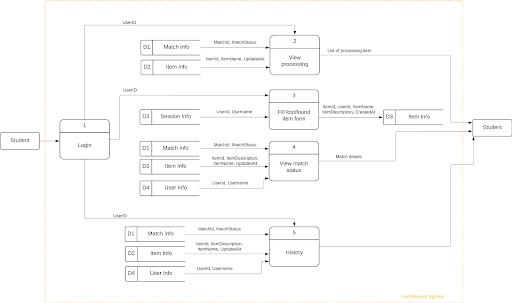 UserID
2
D1 Match Info
MatchId, MatchStatus
View
processing
D2 Item Info
ItemId, ItemName, UpdatedAt
List of processing item
UserID
3
D3 Session Info
UserId, Username
Fill lost/found
item form
ItemId, UserId, ItemName,
ItemDescription, CreatedAt
D3 Item Info
1
Login
Student
Student
D1 Match Info
MatchId, MatchStatus
4
View match
status
D2 Item Info
ItemId, ItemDescription,
ItemName, UpdatedAt
Match details
D4 User Info
UserId, Username
UserID
5
D1 Match Info
MatchId, MatchStatus
History
D2 Item Info
ItemId, ItemDescription,
ItemName, UpdatedAt
D4 User Info
UserId, Username
Lost&Found System